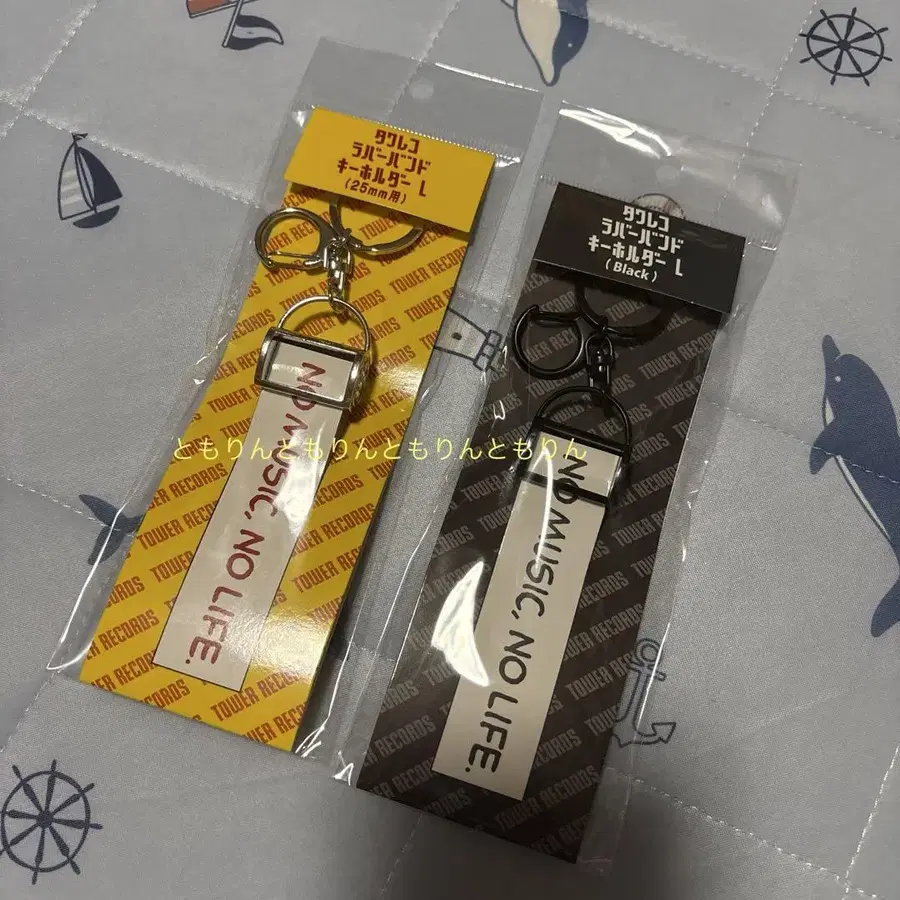 タワレコ
ラバーバンド
キーホルダー L
(25mm用)
TOWER RECORDS
NO MUSIC, NO LIFE.
タワレコ
ラバーバンド
キーホルダー L
(Black)
TOWER RECORDS
NO MUSIC, NO LIFE.
ともりんともりんともりんともりん